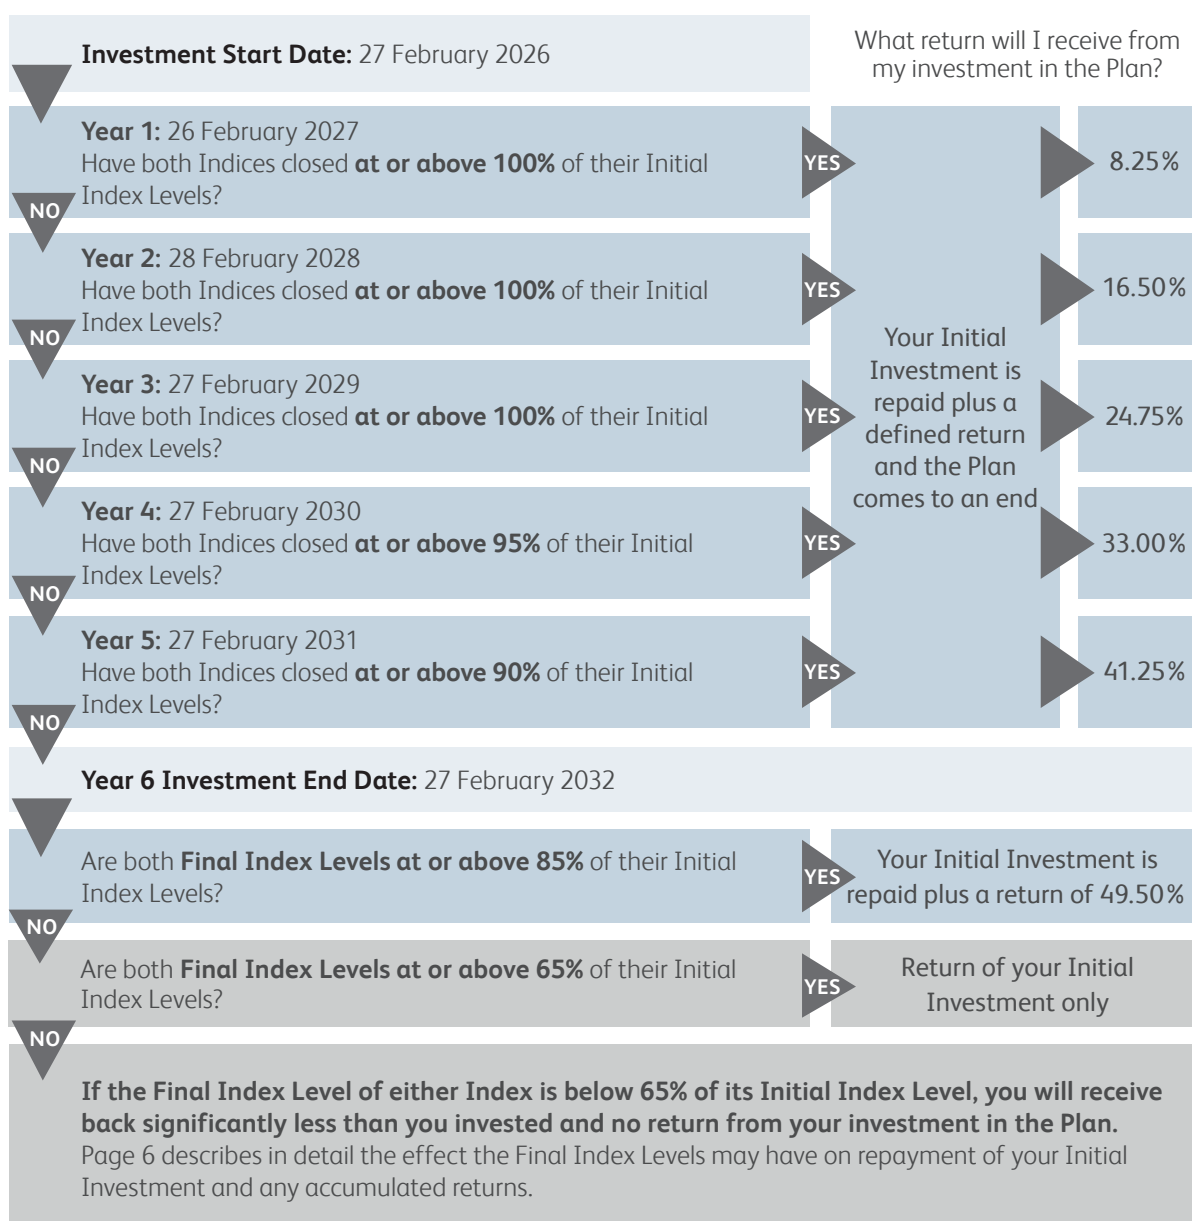 Investment Start Date: 27 February 2026
What return will I receive from
my investment in the Plan?
Year 1: 26 February 2027
Have both Indices closed at or above 100% of their Initial
Index Levels?
YES
8.25%
NO
Year 2: 28 February 2028
Have both Indices closed at or above 100% of their Initial
Index Levels?
YES
16.50%
NO
Year 3: 27 February 2029
Have both Indices closed at or above 100% of their Initial
Index Levels?
YES
24.75%
NO
Year 4: 27 February 2030
Have both Indices closed at or above 95% of their Initial
Index Levels?
YES
33.00%
NO
Year 5: 27 February 2031
Have both Indices closed at or above 90% of their Initial
Index Levels?
YES
41.25%
NO
Your Initial
Investment is
repaid plus a
defined return
and the Plan
comes to an end
Year 6 Investment End Date: 27 February 2032
Are both Final Index Levels at or above 85% of their Initial
Index Levels?
YES
Your Initial Investment is
repaid plus a return of 49.50%
NO
Are both Final Index Levels at or above 65% of their Initial
Index Levels?
YES
Return of your Initial
Investment only
NO
If the Final Index Level of either Index is below 65% of its Initial Index Level, you will receive
back significantly less than you invested and no return from your investment in the Plan.
Page 6 describes in detail the effect the Final Index Levels may have on repayment of your Initial
Investment and any accumulated returns.